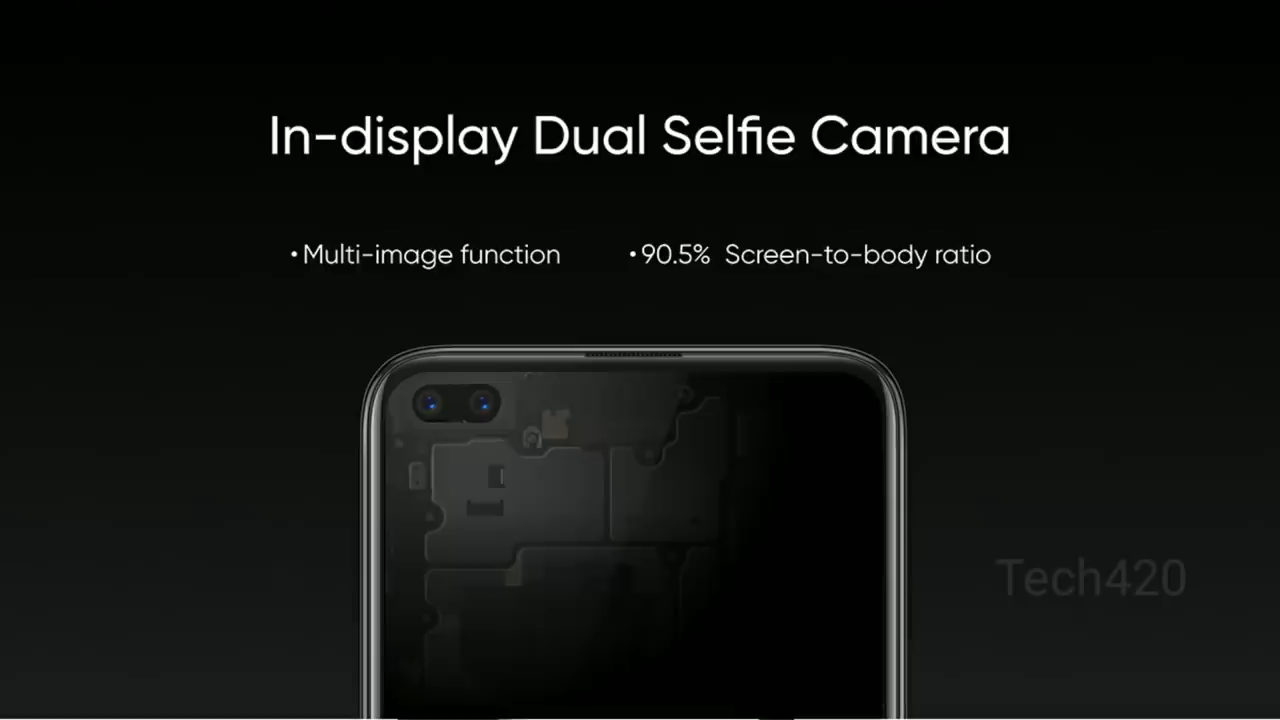 In-display Dual Selfie Camera
•Multi-image function •90.5% Screen-to-body ratio
Tech420